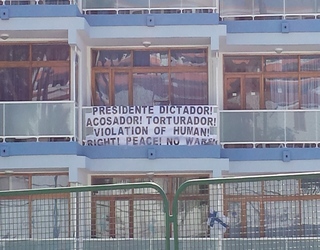 PRESIDENTE DICTADOR!
ACOSADOR! TORTURADOR!
VIOLATION OF HUMAN!
RIGHT! PEACE! NO WAR!